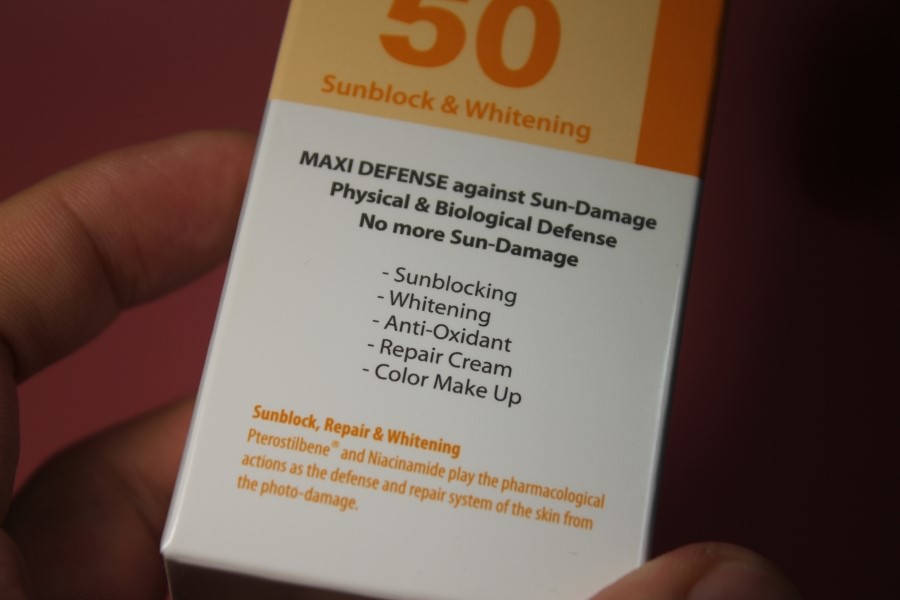 50
Sunblock & Whitening
MAXI DEFENSE against Sun-Damage
Physical & Biological Defense
No more Sun-Damage
- Sunblocking
- Whitening
- Anti-Oxidant
- Repair Cream
- Color Make Up
Sunblock, Repair & Whitening
Pterostilbene® and Niacinamide play the pharmacological
actions as the defense and repair system of the skin from
the photo-damage.